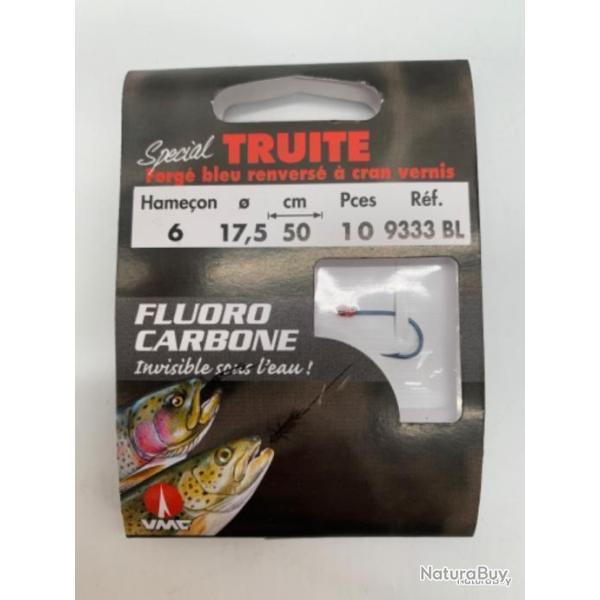 Special TRUITE
Forgé bleu renversé à cran vernis
Hameçon ø cm Pces Réf.
6 17,5 50 10 9333 BL
FLUORO
CARBONE
Invisible sous l'eau !
VMC
NaturaBuy